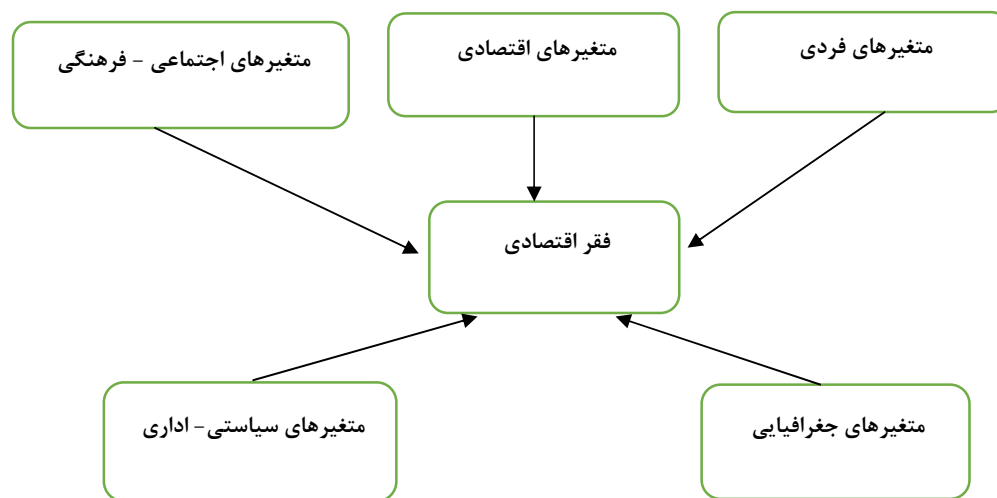 متغیرهای فردی
متغیرهای اقتصادی
متغیرهای اجتماعی - فرهنگی
فقر اقتصادی
متغیرهای جغرافیایی
متغیرهای سیاستی- اداری